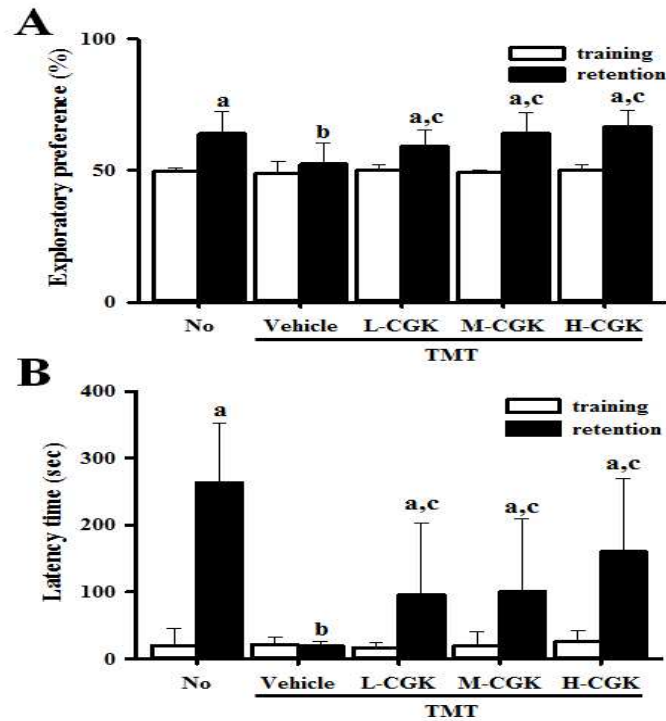 A
Exploratory preference (%)
100
50
0
training
retention
a
b
a,c
a,c
a,c
No Vehicle L-CGK M-CGK H-CGK
TMT
B
Latency time (sec)
400
300
200
100
0
training
retention
a
b
a,c
a,c
a,c
No Vehicle L-CGK M-CGK H-CGK
TMT